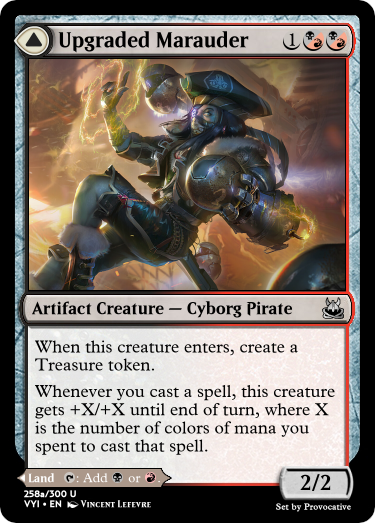 Upgraded Marauder 1
Artifact Creature — Cyborg Pirate
When this creature enters, create a
Treasure token.
Whenever you cast a spell, this creature
gets +X/+X until end of turn, where X
is the number of colors of mana you
spent to cast that spell.
Land : Add or .
2/2
258a/300 U
VYI • EN Vincent Lefevre
Set by Provocative